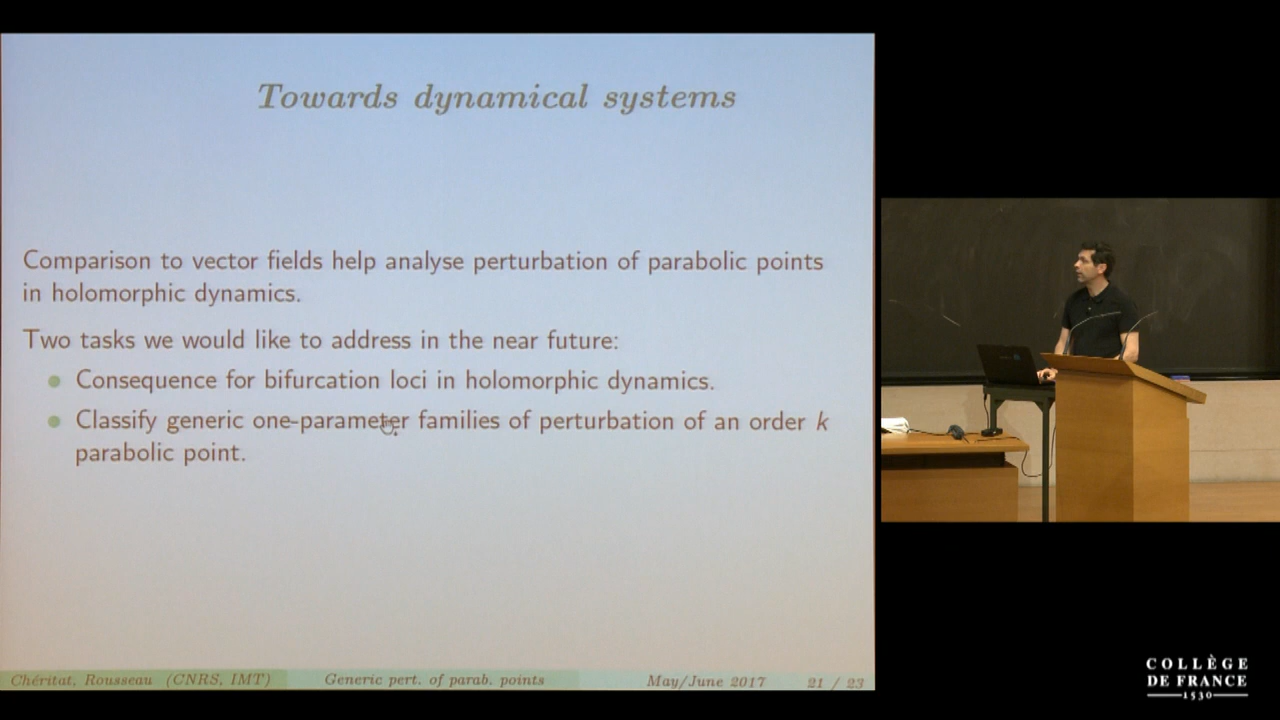 Towards dynamical systems
Comparison to vector fields help analyse perturbation of parabolic points
in holomorphic dynamics.
Two tasks we would like to address in the near future:
Consequence for bifurcation loci in holomorphic dynamics.
Classify generic one-parameter families of perturbation of an order k
parabolic point.
Chéritat, Rousseau (CNRS, IMT) Generic pert. of parab. points May/June 2017 21 / 23
COLLÈGE
DE FRANCE
1530